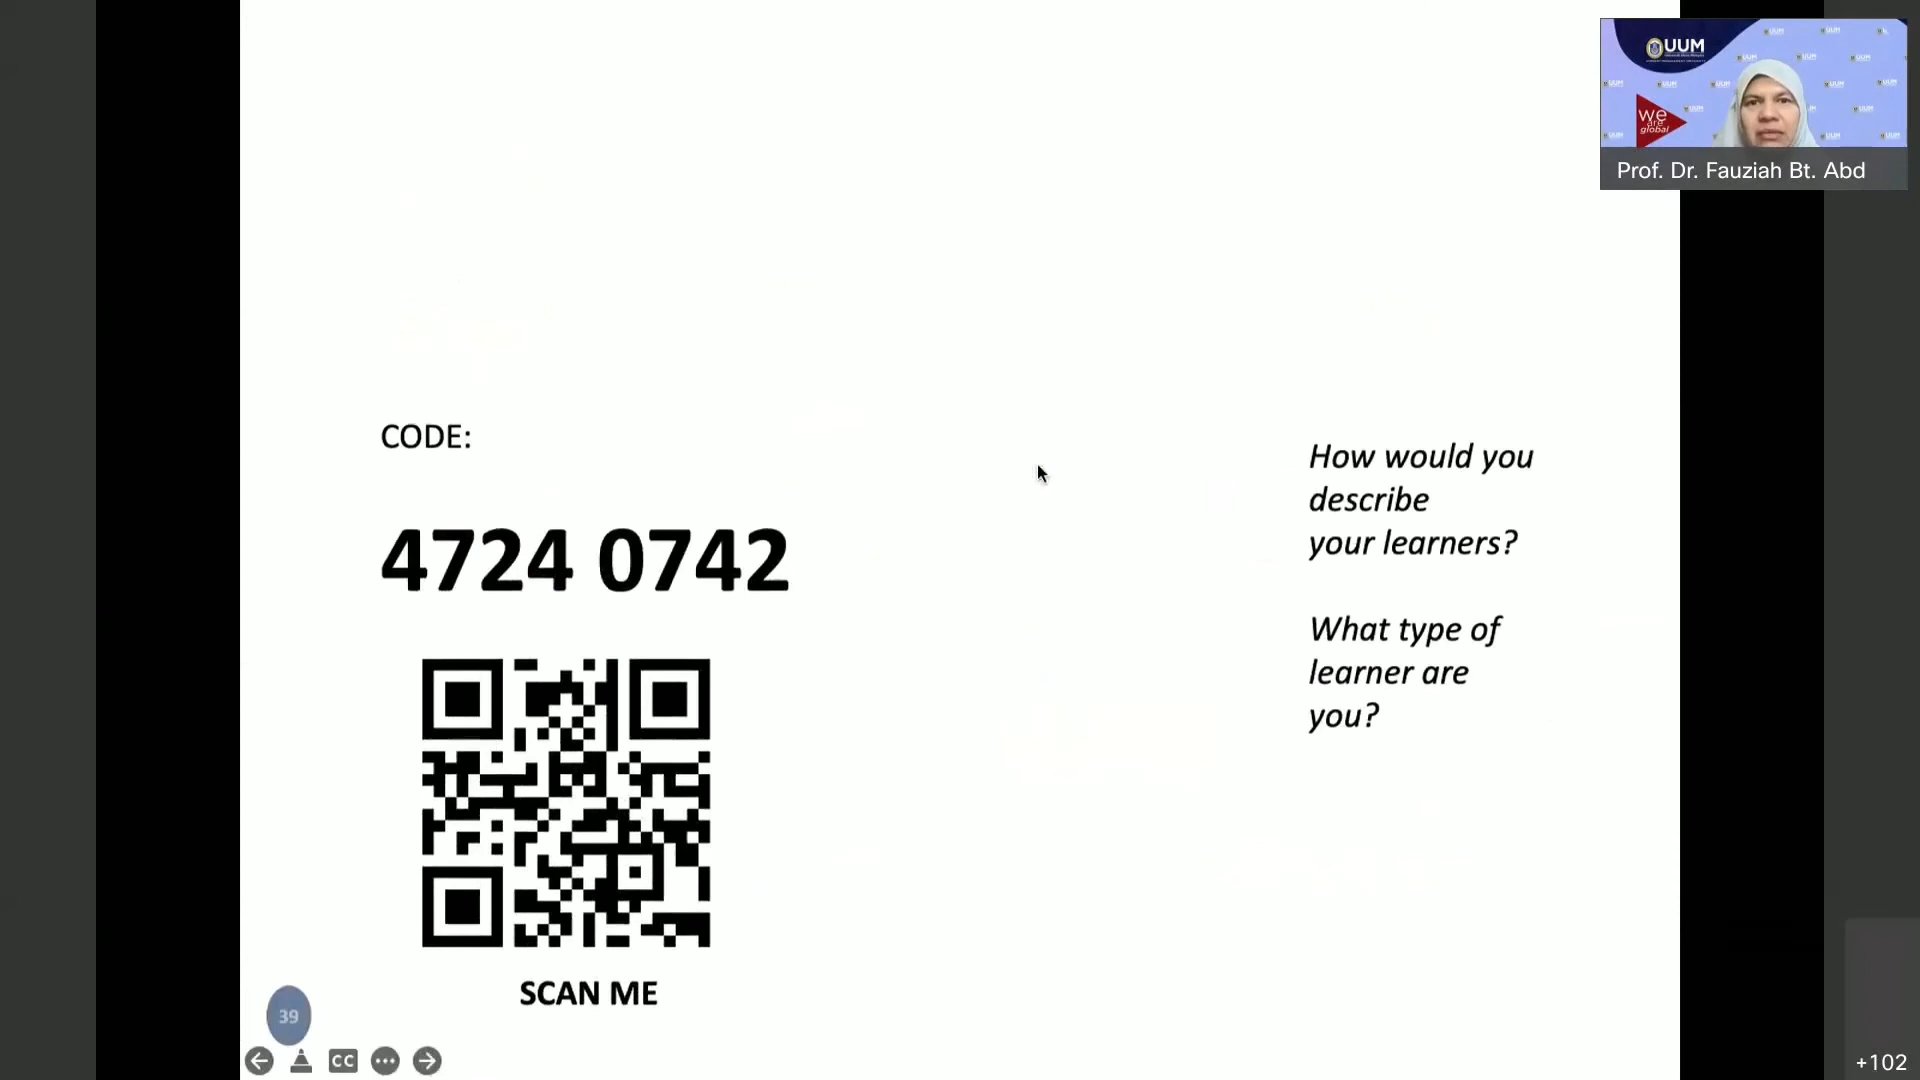 UUM
we
are
global
Prof. Dr. Fauziah Bt. Abd
CODE:
4724 0742
SCAN ME
How would you
describe
your learners?
What type of
learner are
you?
39
CC
+102